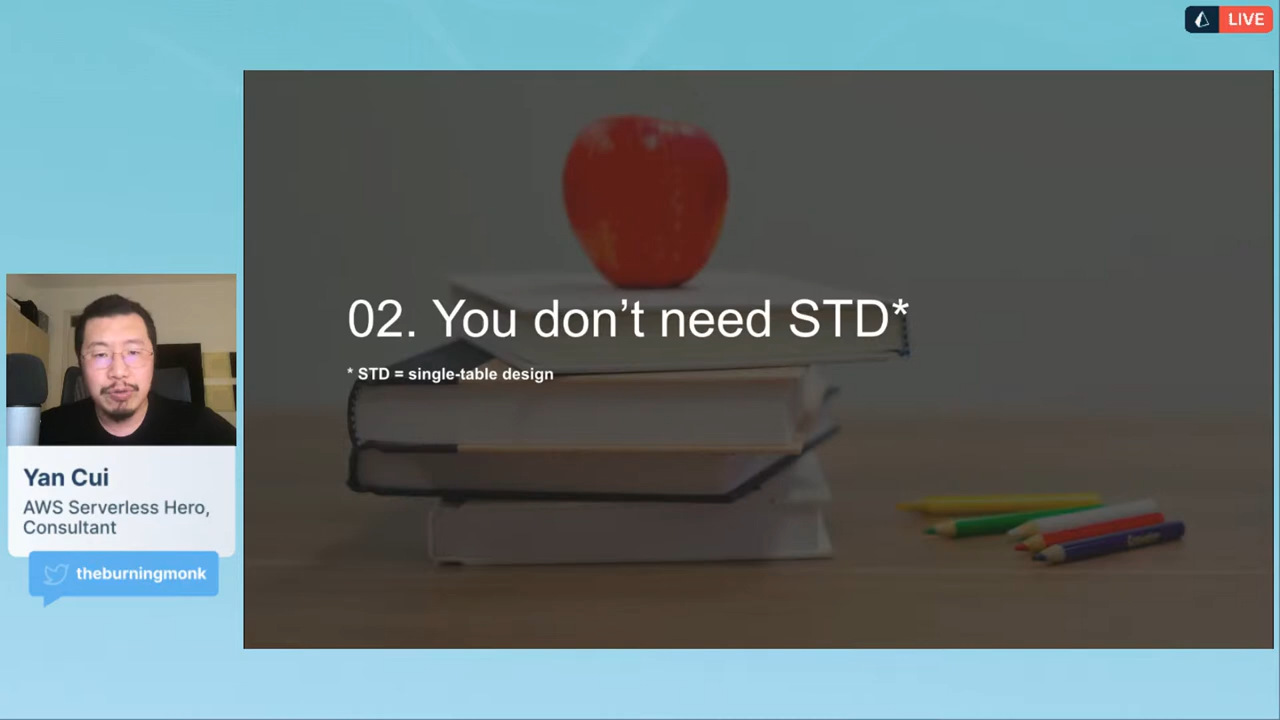 LIVE
02. You don’t need STD*
* STD = single-table design
Yan Cui
AWS Serverless Hero,
Consultant
theburningmonk